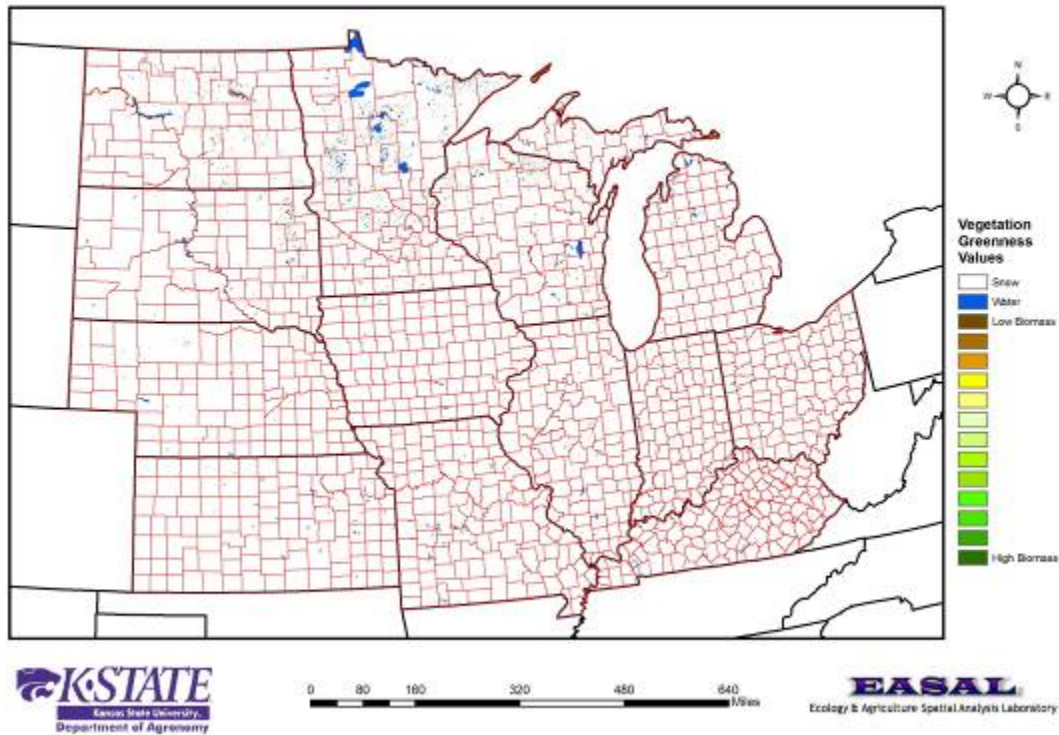 N
W
E
S
Vegetation
Greenness
Values
Snow
Water
Low Biomass
High Biomass
K·STATE
Kansas State University.
Department of Agronomy
0 80 160 320 480 640
Miles
EASAL
Ecology & Agriculture Spatial Analysis Laboratory